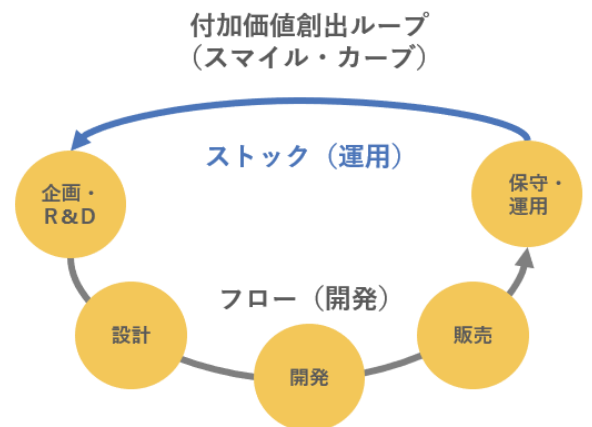 付加価値創出ループ
（スマイル・カーブ）
ストック（運用）
企画・
R＆D
保守・
運用
フロー（開発）
設計
販売
開発